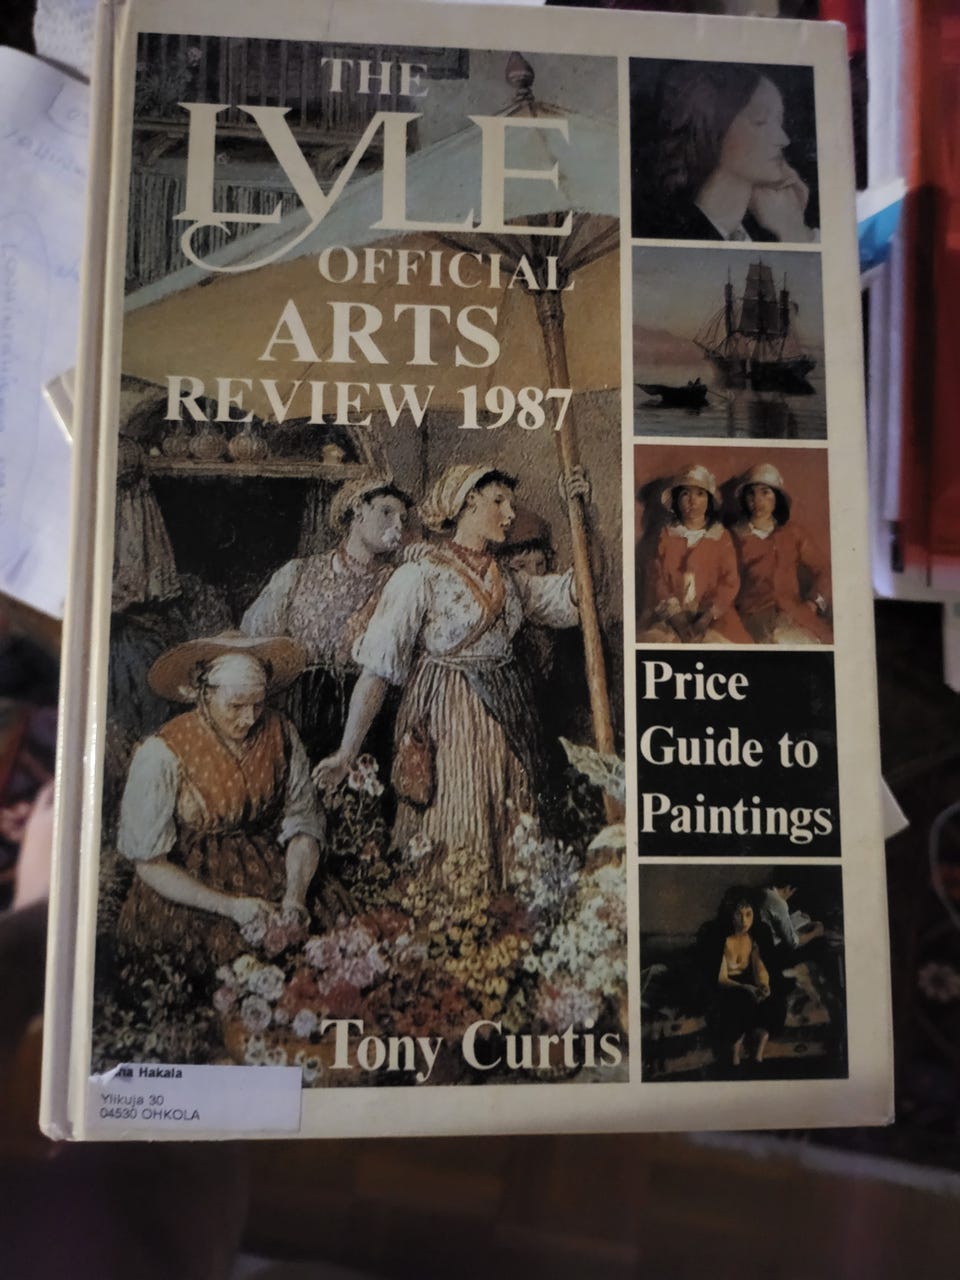 THE
LYLE
OFFICIAL
ARTS
REVIEW 1987
Price
Guide to
Paintings
Tony Curtis
Hakala
Ylikuja 30
04530 OHKOLA